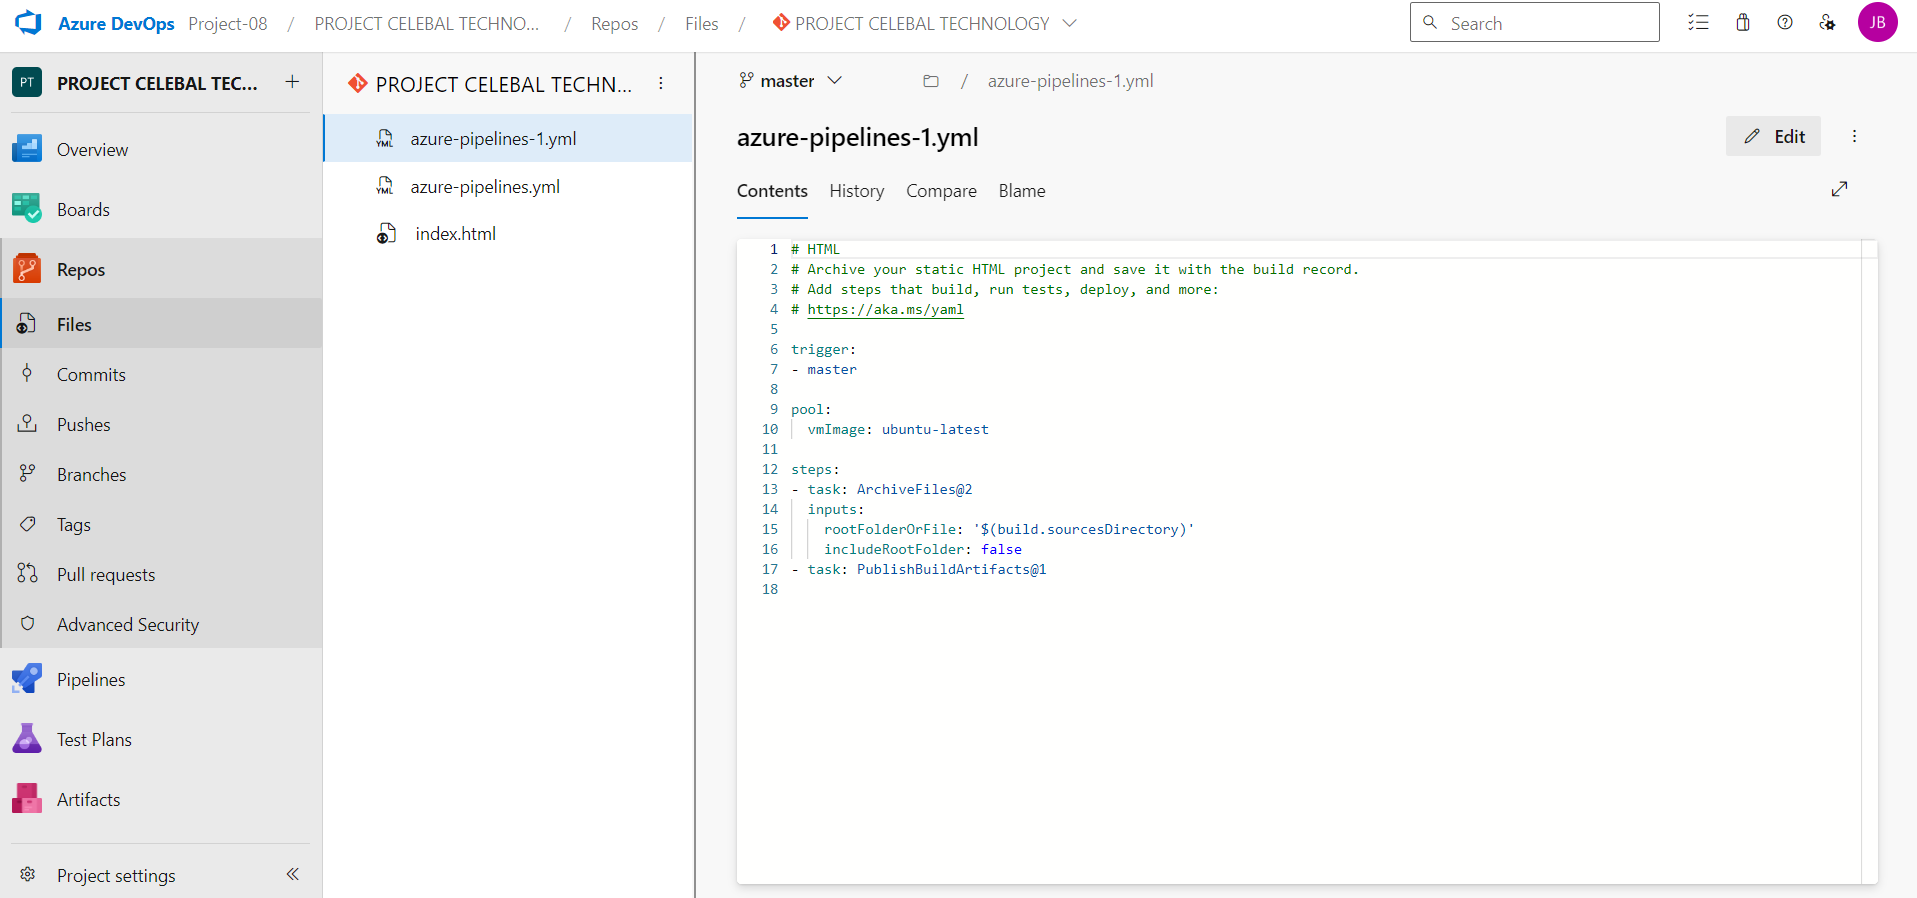 Azure DevOps Project-08 / PROJECT CELEBAL TECHNO... / Repos / Files / PROJECT CELEBAL TECHNOLOGY
Search
JB
PT PROJECT CELEBAL TEC...
Overview
Boards
Repos
Files
Commits
Pushes
Branches
Tags
Pull requests
Advanced Security
Pipelines
Test Plans
Artifacts
Project settings
PROJECT CELEBAL TECHN...
YML azure-pipelines-1.yml
YML azure-pipelines.yml
index.html
master / azure-pipelines-1.yml
azure-pipelines-1.yml
Edit
Contents History Compare Blame
1 # HTML
2 # Archive your static HTML project and save it with the build record.
3 # Add steps that build, run tests, deploy, and more:
4 # https://aka.ms/yaml
5
6 trigger:
7 - master
8
9 pool:
10 vmImage: ubuntu-latest
11
12 steps:
13 - task: ArchiveFiles@2
14 inputs:
15 rootFolderOrFile: '$(build.sourcesDirectory)'
16 includeRootFolder: false
17 - task: PublishBuildArtifacts@1
18